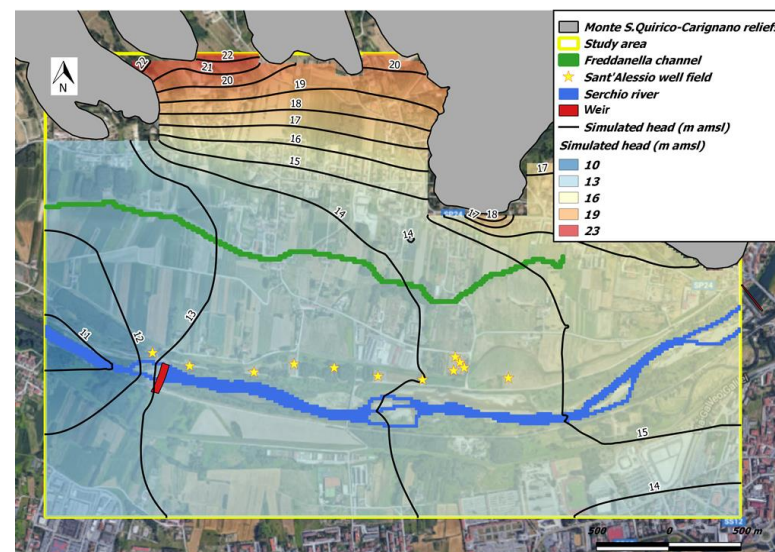 Monte S.Quirico-Carignano relief
Study area
Freddanella channel
Sant'Alessio well field
Serchio river
Weir
Simulated head (m amsl)
Simulated head (m amsl)
10
13
16
19
23
N
22
22
21
20
20
19
18
17
16
15
17
17
18
SP24
14
14
13
12
11
SP24
15
14
500
0
500 m